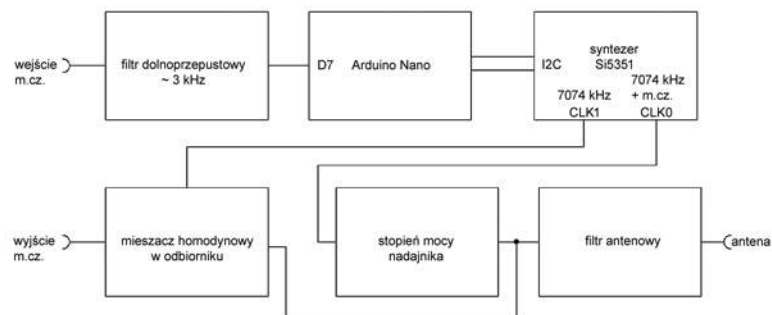 wejście
m.cz.
filtr dolnoprzepustowy
~ 3 kHz
D7 Arduino Nano
syntezer
Si5351
I2C
7074 kHz
CLK1
7074 kHz
+ m.cz.
CLK0
wyjście
m.cz.
mieszacz homodynowy
w odbiorniku
stopień mocy
nadajnika
filtr antenowy
antena